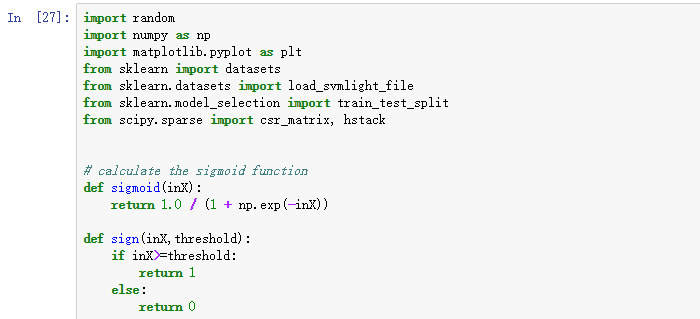 In [27]:
import random
import numpy as np
import matplotlib.pyplot as plt
from sklearn import datasets
from sklearn.datasets import load_svmlight_file
from sklearn.model_selection import train_test_split
from scipy.sparse import csr_matrix, hstack
# calculate the sigmoid function
def sigmoid(inX):
    return 1.0 / (1 + np.exp(-inX))
def sign(inX,threshold):
    if inX>=threshold:
        return 1
    else:
        return 0